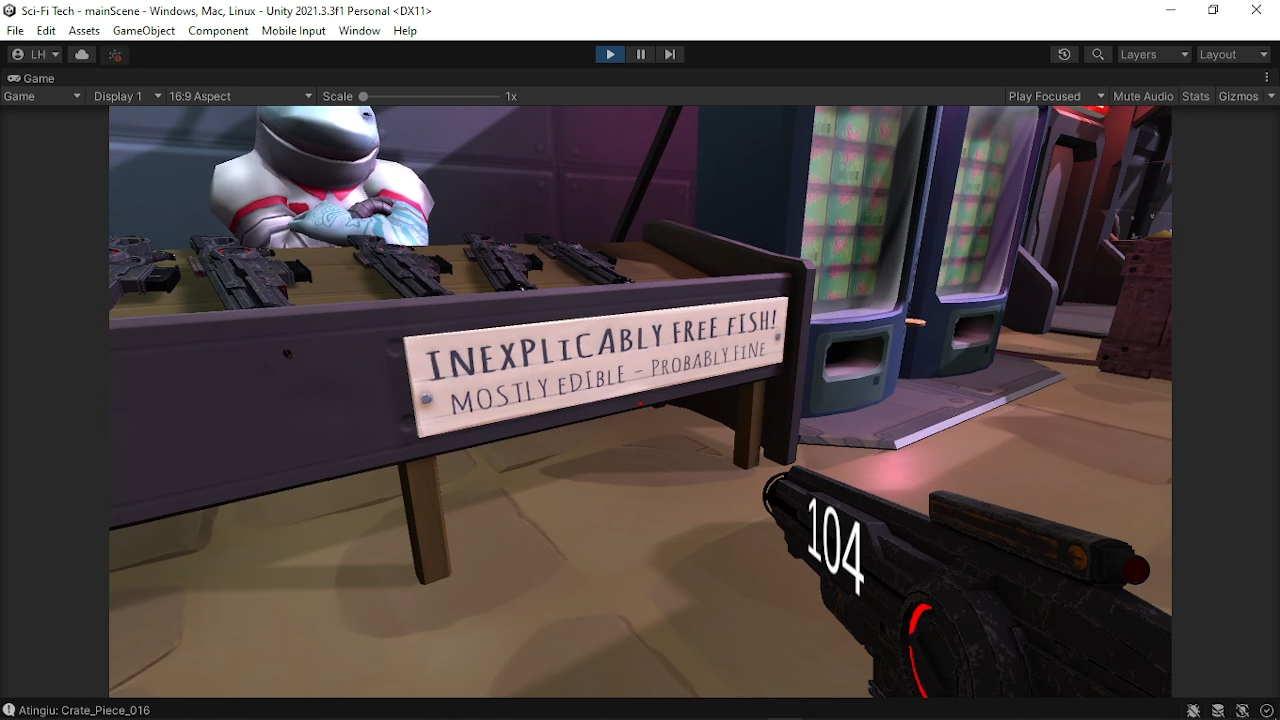 Sci-Fi Tech - mainScene - Windows, Mac, Linux - Unity 2021.3.3f1 Personal <DX11>
File Edit Assets GameObject Component Mobile Input Window Help
LH Layers Layout
Game
Game Display 1 16:9 Aspect Scale 1x Play Focused Mute Audio Stats Gizmos
INEXPLICABLY FREE FISH!
MOSTLY EDIBLE - PROBABLY FINE
104
Atingiu: Crate_Piece_016